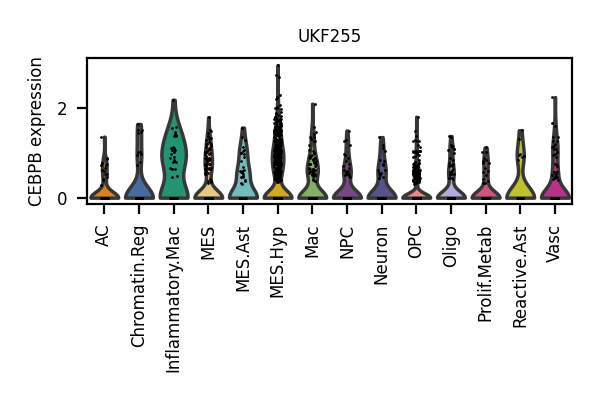 UKF255
CEBPB expression
2
0
AC
Chromatin.Reg
Inflammatory.Mac
MES
MES.Ast
MES.Hyp
Mac
NPC
Neuron
OPC
Oligo
Prolif.Metab
Reactive.Ast
Vasc